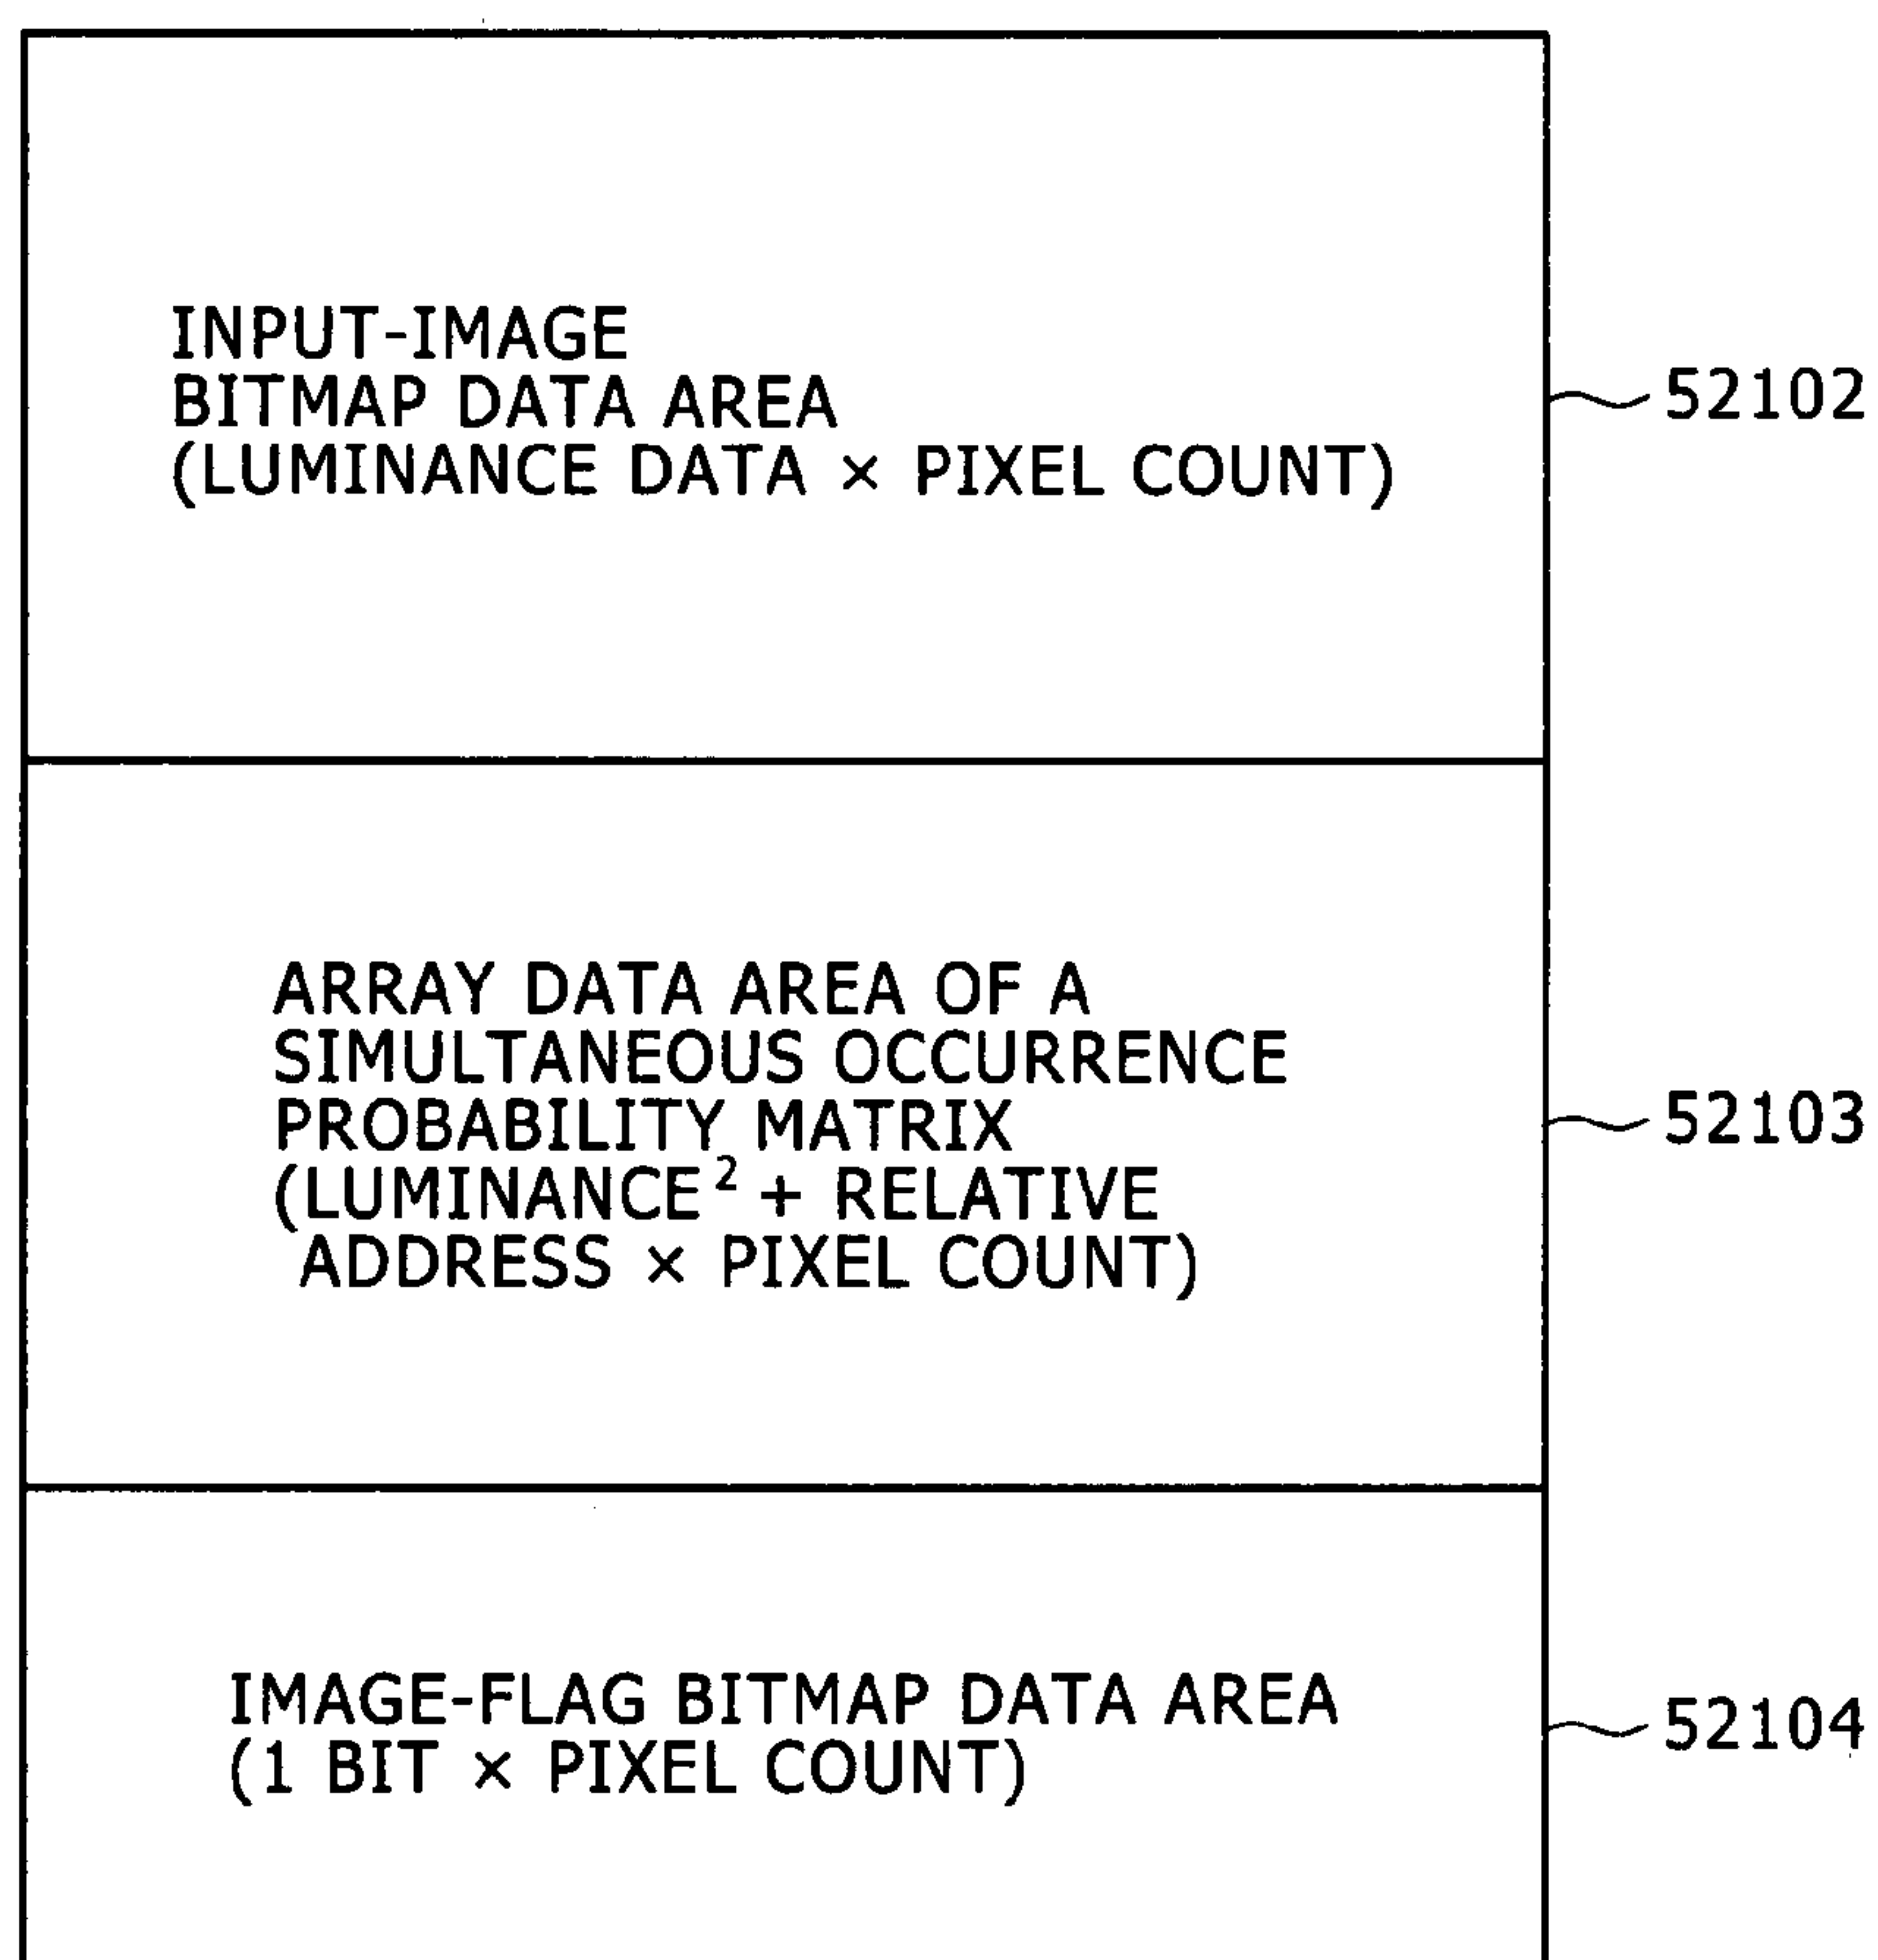 INPUT-IMAGE
BITMAP DATA AREA
(LUMINANCE DATA × PIXEL COUNT)
52102
ARRAY DATA AREA OF A
SIMULTANEOUS OCCURRENCE
PROBABILITY MATRIX
(LUMINANCE² + RELATIVE
ADDRESS × PIXEL COUNT)
52103
IMAGE-FLAG BITMAP DATA AREA
(1 BIT × PIXEL COUNT)
52104